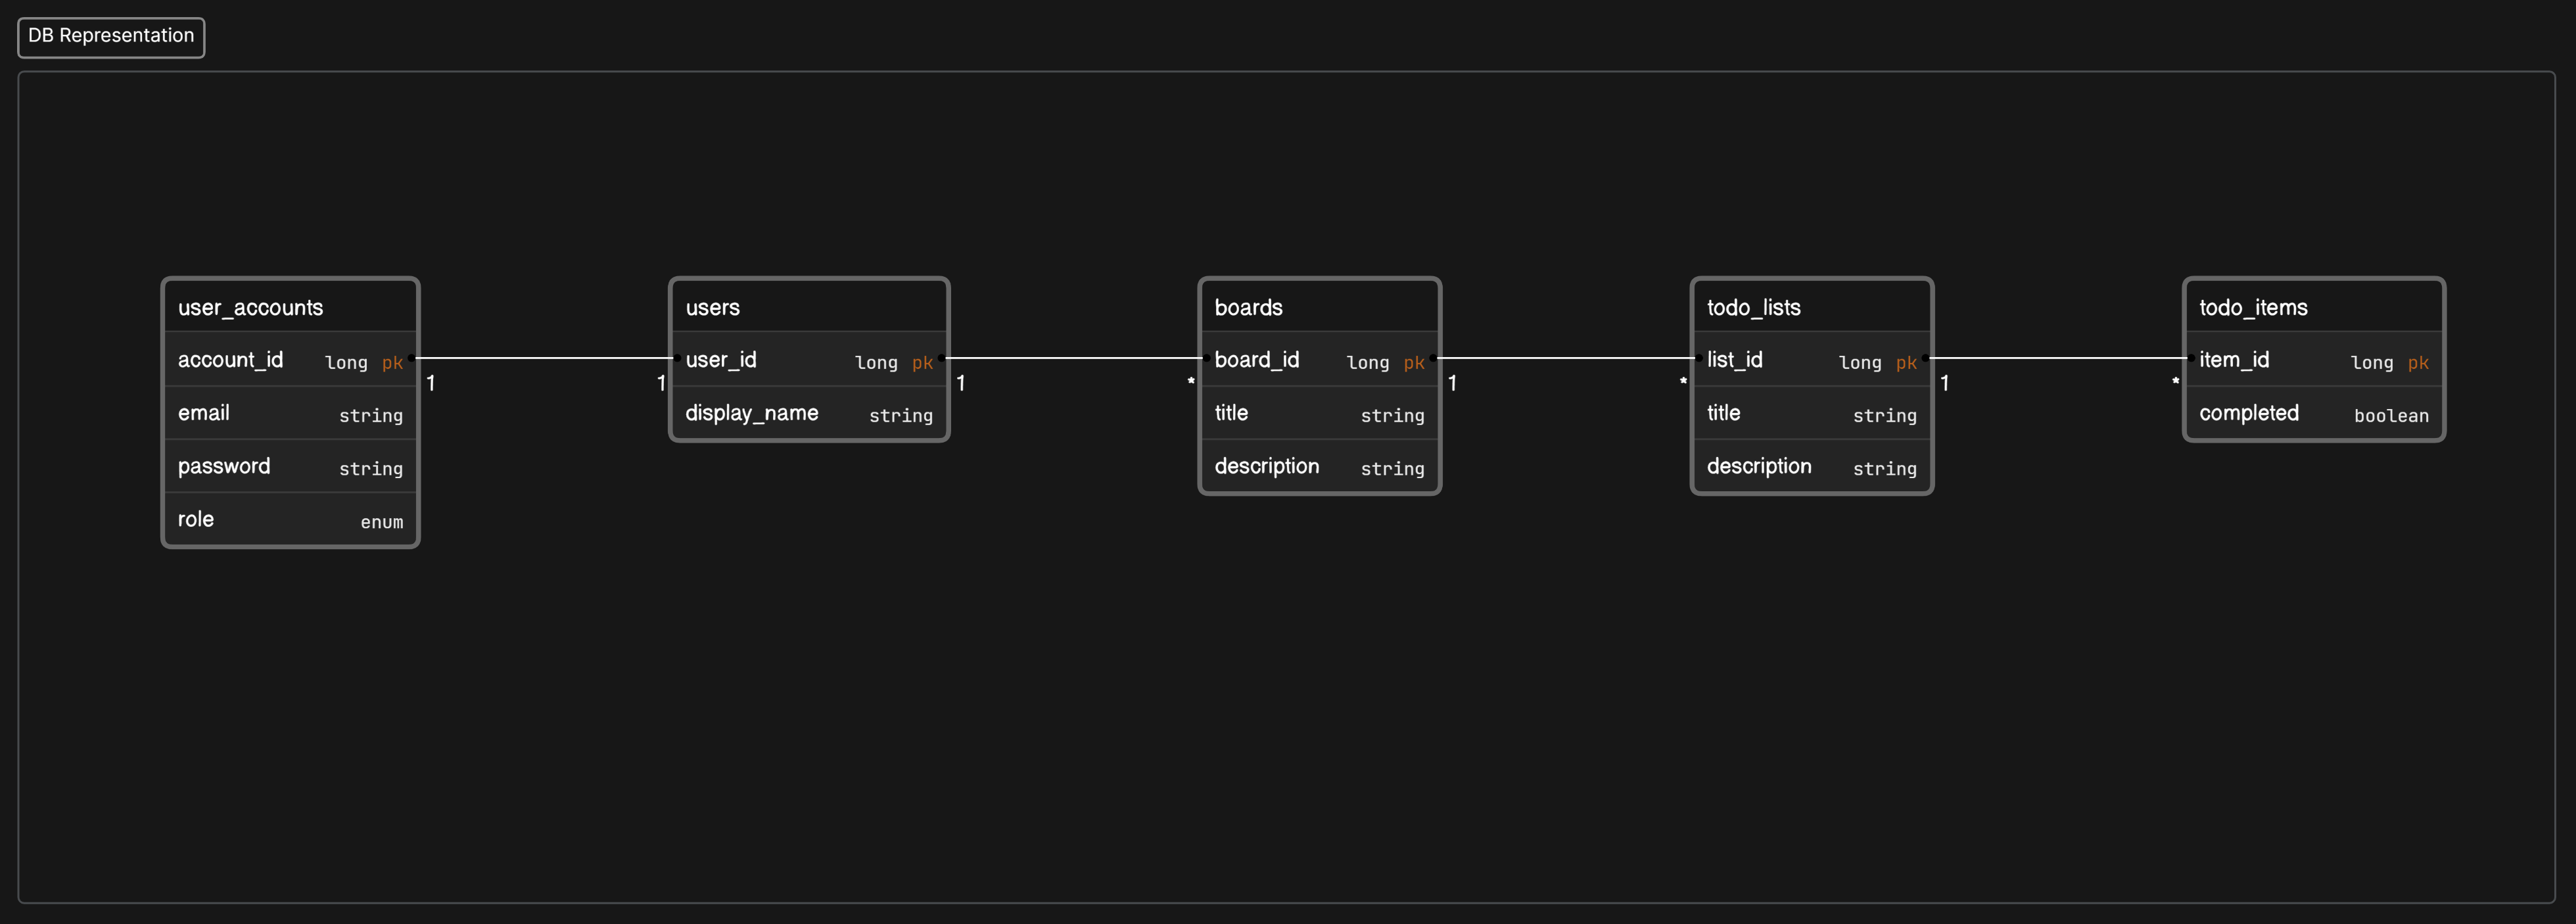 DB Representation
user_accounts
account_id long pk
email string
password string
role enum
1
1
users
user_id long pk
display_name string
1
*
boards
board_id long pk
title string
description string
1
*
todo_lists
list_id long pk
title string
description string
1
*
todo_items
item_id long pk
completed boolean